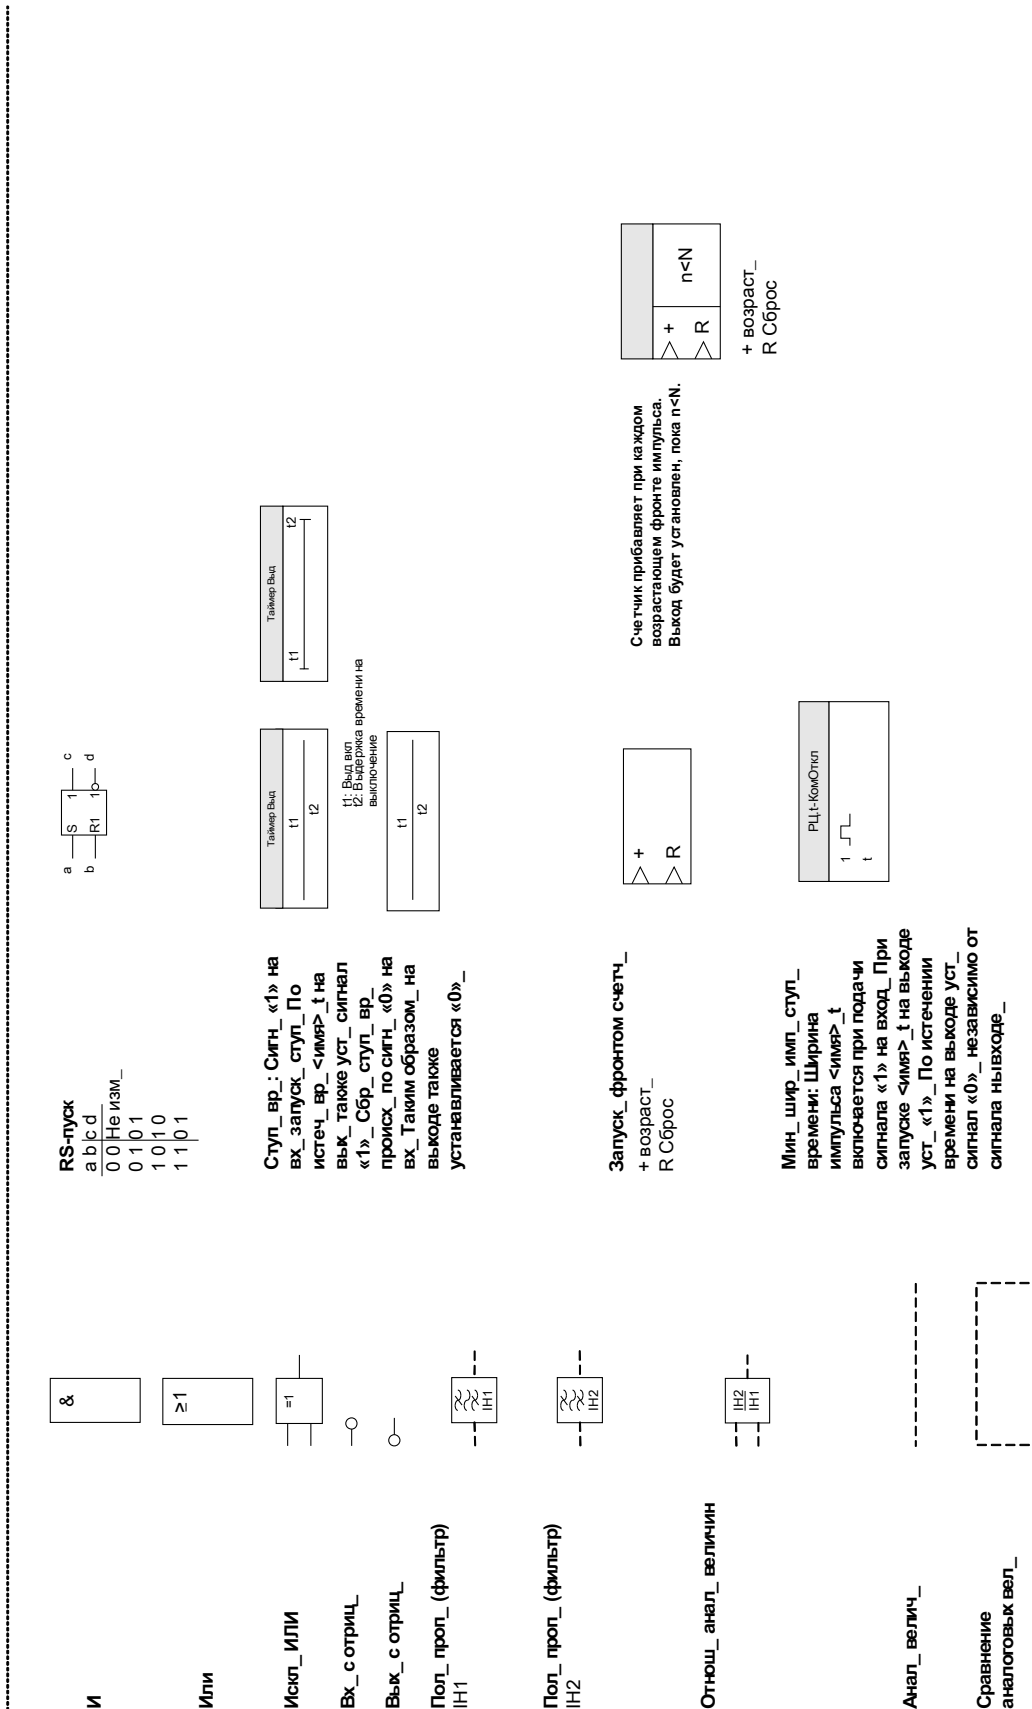 И
&
Или
≥1
Искл_ ИЛИ
=1
Вх_ с отриц_
Вых_ с отриц_
Пол_ проп_ (фильтр)
IH1
IH1
Пол_ проп_ (фильтр)
IH2
IH2
Отнош_ анал_ величин
IH2
IH1
Анал_ велич_
Сравнение
аналоговых вел_
RS-пуск
a b c d
0 0 Не изм_
0 1 0 1
1 0 1 0
1 1 0 1
a
b
S 1
R1 1
c
d
Ступ_ вр_: Сигн_ «1» на
вх_ запуск_ ступ_ По
истеч_ вр_ <имя>_t на
вых_ также уст_ сигнал
«1»_ Сбр_ ступ_ вр_
происх_ по сигн_ «0» на
вх_ Таким образом_ на
выходе также
устанавливается «0»_
Таймер Выд
t1
t2
Таймер Выд
t1
t2
t1: Выд вкл
t2: Выдержка времени на
выключение
t1
t2
Запуск_ фронтом счетч_
+ возраст_
R Сброс
+
R
Счетчик прибавляет при каждом
возрастающем фронте импульса.
Выход будет установлен, пока n<N.
+
R
n<N
+ возраст_
R Сброс
Мин_ шир_ имп_ ступ_
времени: Ширина
импульса <имя>_t
включается при подачи
сигнала «1» на вход_ При
запуске <имя>_t на выходе
уст_ «1»_ По истечении
времени на выходе уст_
сигнал «0»_ независимо от
сигнала ны входе_
РЦ.t-КомОткл
1
t